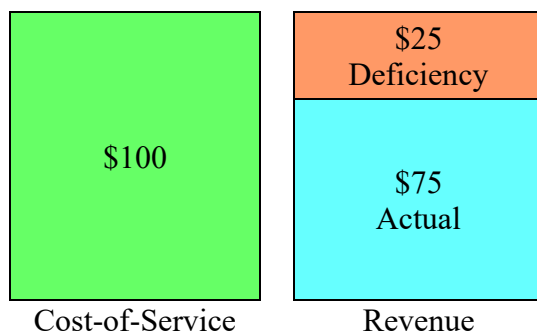 $100
$25
Deficiency
$75
Actual
Cost-of-Service
Revenue